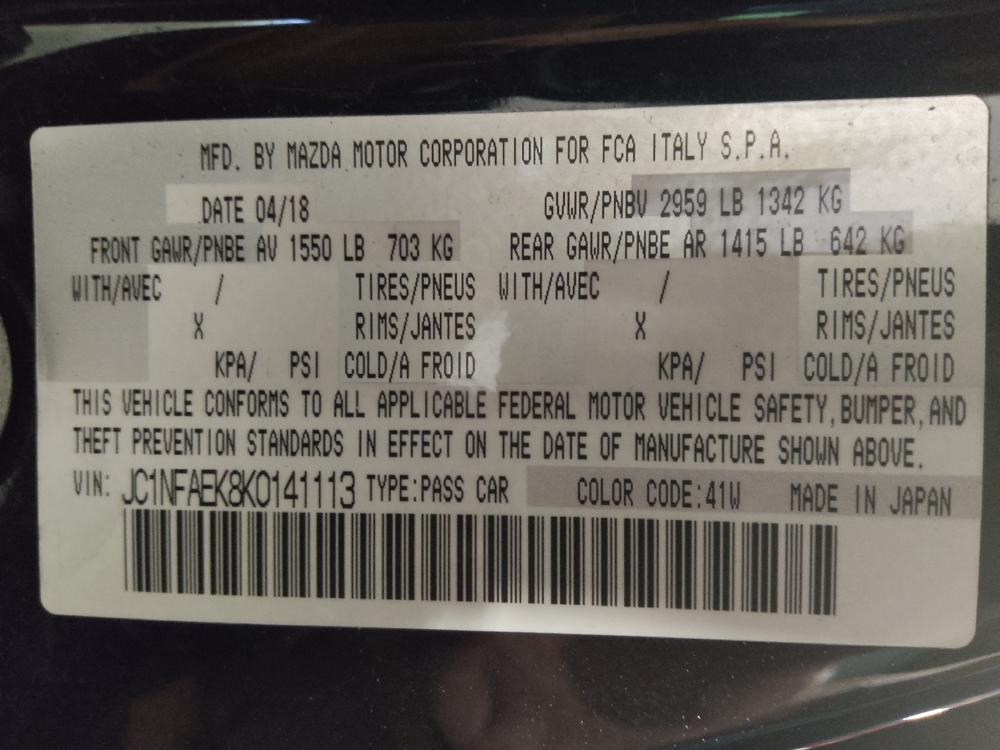 MFD. BY MAZDA MOTOR CORPORATION FOR FCA ITALY S.P.A.
DATE 04/18 GVWR/PNBV 2959 LB 1342 KG
FRONT GAWR/PNBE AV 1550 LB 703 KG REAR GAWR/PNBE AR 1415 LB 642 KG
WITH/AVEC / TIRES/PNEUS WITH/AVEC / TIRES/PNEUS
X RIMS/JANTES X RIMS/JANTES
KPA/ PSI COLD/A FROID KPA/ PSI COLD/A FROID
THIS VEHICLE CONFORMS TO ALL APPLICABLE FEDERAL MOTOR VEHICLE SAFETY, BUMPER, AND
THEFT PREVENTION STANDARDS IN EFFECT ON THE DATE OF MANUFACTURE SHOWN ABOVE.
VIN: JC1NFAEK8K0141113 TYPE:PASS CAR COLOR CODE:41W MADE IN JAPAN